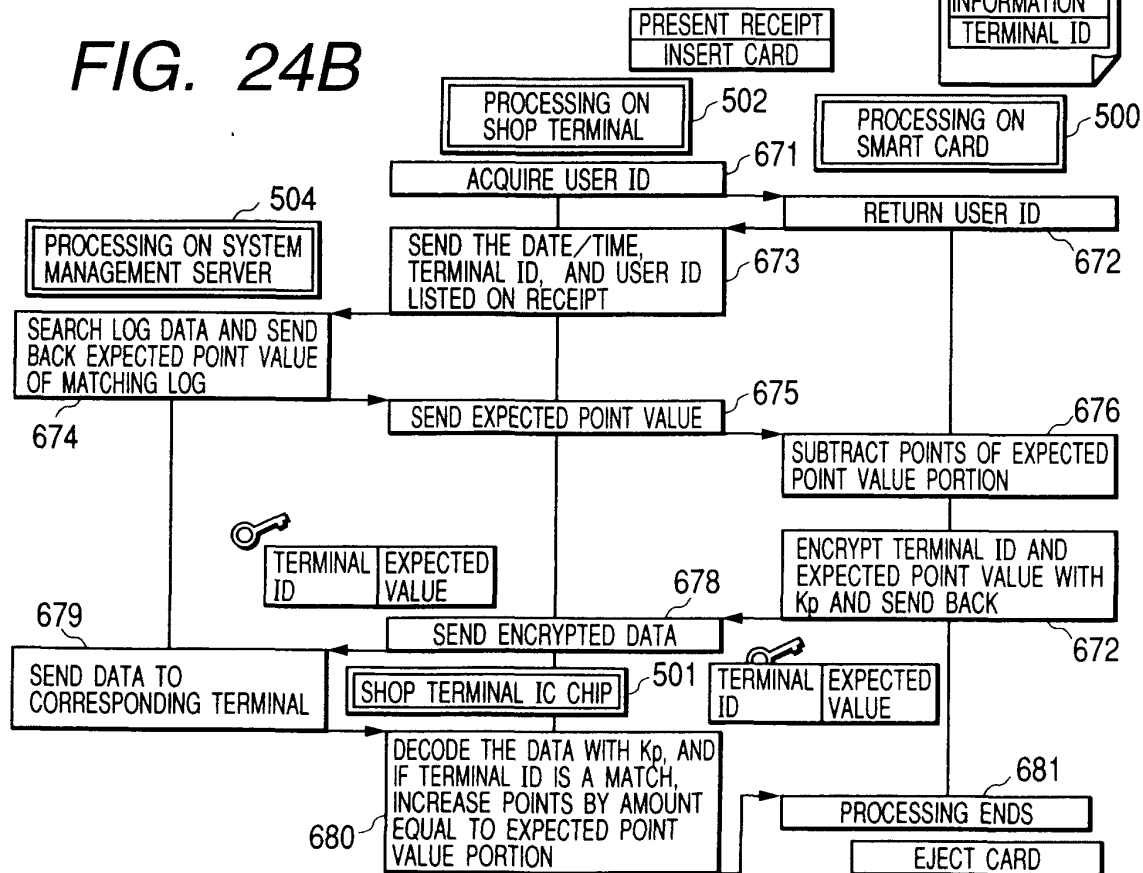 FIG. 24B
PRESENT RECEIPT
INSERT CARD
INFORMATION
TERMINAL ID
PROCESSING ON
SHOP TERMINAL
502
PROCESSING ON
SMART CARD
500
671
ACQUIRE USER ID
RETURN USER ID
672
504
PROCESSING ON SYSTEM
MANAGEMENT SERVER
SEND THE DATE/TIME,
TERMINAL ID, AND USER ID
LISTED ON RECEIPT
673
SEARCH LOG DATA AND SEND
BACK EXPECTED POINT VALUE
OF MATCHING LOG
674
675
SEND EXPECTED POINT VALUE
676
SUBTRACT POINTS OF EXPECTED
POINT VALUE PORTION
TERMINAL
ID
EXPECTED
VALUE
ENCRYPT TERMINAL ID AND
EXPECTED POINT VALUE WITH
Kp AND SEND BACK
672
678
SEND ENCRYPTED DATA
679
SEND DATA TO
CORRESPONDING TERMINAL
SHOP TERMINAL IC CHIP
501
TERMINAL
ID
EXPECTED
VALUE
DECODE THE DATA WITH Kp, AND
IF TERMINAL ID IS A MATCH,
INCREASE POINTS BY AMOUNT
EQUAL TO EXPECTED POINT
VALUE PORTION
680
681
PROCESSING ENDS
EJECT CARD